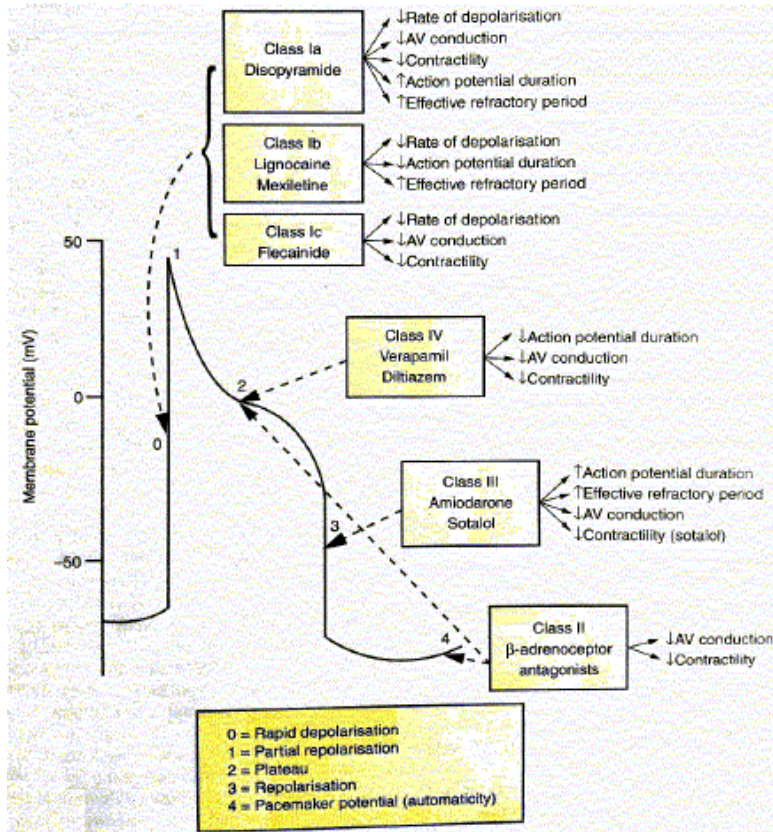 Class Ia
Disopyramide
↓Rate of depolarisation
↓AV conduction
↓Contractility
↑Action potential duration
↑Effective refractory period
Class Ib
Lignocaine
Mexiletine
↓Rate of depolarisation
↓Action potential duration
↑Effective refractory period
Class Ic
Flecainide
↓Rate of depolarisation
↓AV conduction
↓Contractility
Membrane potential (mV)
50
0
−50
0
1
2
3
4
Class IV
Verapamil
Diltiazem
↓Action potential duration
↓AV conduction
↓Contractility
Class III
Amiodarone
Sotalol
↑Action potential duration
↑Effective refractory period
↓AV conduction
↓Contractility (sotalol)
Class II
β-adrenoceptor
antagonists
↓AV conduction
↓Contractility
0 = Rapid depolarisation
1 = Partial repolarisation
2 = Plateau
3 = Repolarisation
4 = Pacemaker potential (automaticity)